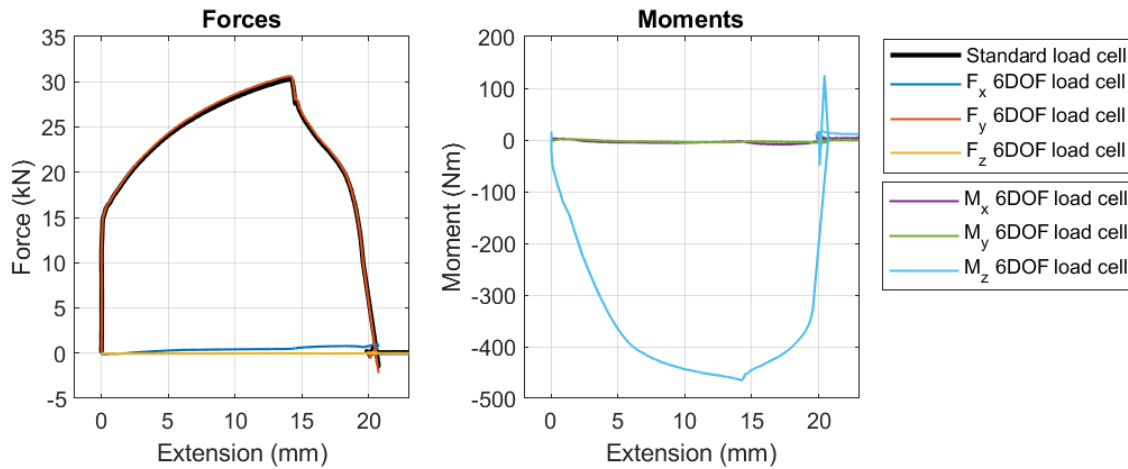 Forces
35
30
25
20
15
10
5
0
-5
Force (kN)
0 5 10 15 20
Extension (mm)
Moments
200
100
0
-100
-200
-300
-400
-500
Moment (Nm)
0 5 10 15 20
Extension (mm)
Standard load cell
Fx 6DOF load cell
Fy 6DOF load cell
Fz 6DOF load cell
Mx 6DOF load cell
My 6DOF load cell
Mz 6DOF load cell